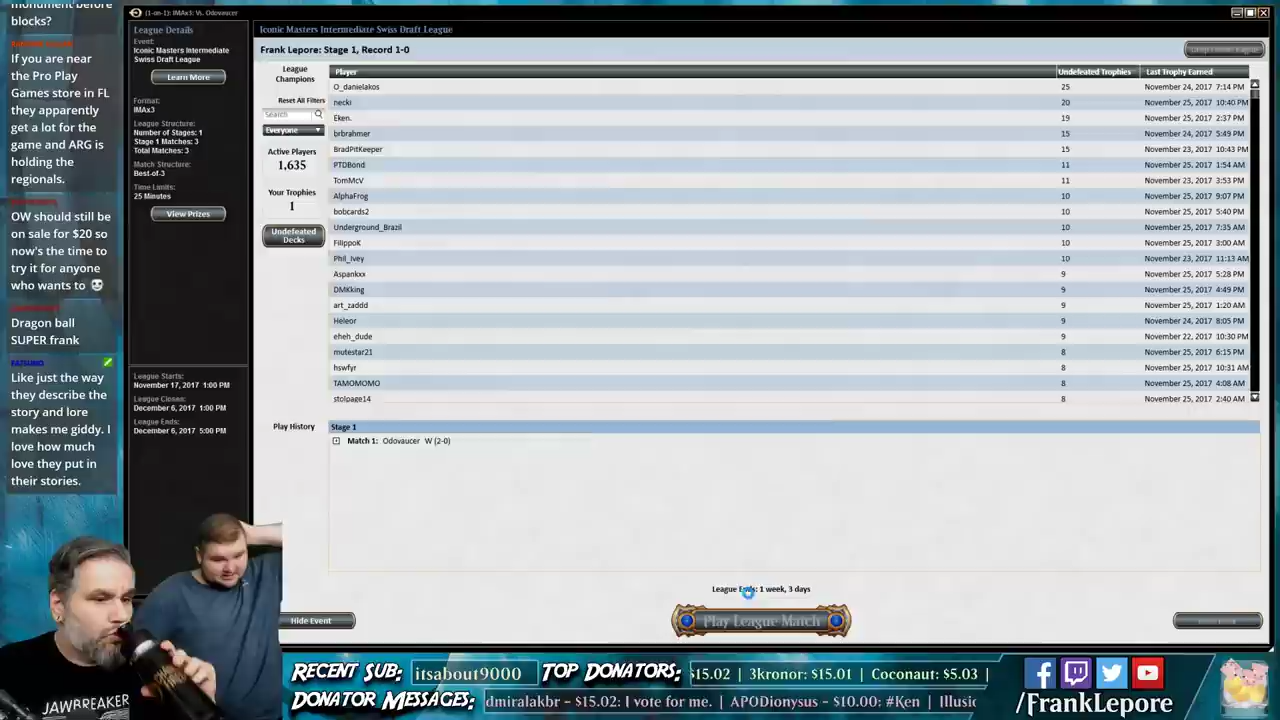 monument before
blocks?
If you are near
the Pro Play
Games store in FL
they apparently
get a lot for the
game and ARG is
holding the
regionals.
OW should still be
on sale for $20 so
now's the time to
try it for anyone
who wants to
Dragon ball
SUPER frank
Like just the way
they describe the
story and lore
makes me giddy. I
love how much
love they put in
their stories.
(1-on-1): IMAx3: Vs. Odovaucer
League Details
Event:
Iconic Masters Intermediate
Swiss Draft League
Learn More
Format:
IMAx3
League Structure:
Number of Stages: 1
Stage 1 Matches: 3
Total Matches: 3
Match Structure:
Best-of-3
Time Limits:
25 Minutes
View Prizes
League Starts:
November 17, 2017 1:00 PM
League Closes:
December 6, 2017 1:00 PM
League Ends:
December 6, 2017 5:00 PM
Iconic Masters Intermediate Swiss Draft League
Frank Lepore: Stage 1, Record 1-0
League
Champions
Reset All Filters
Search
Everyone
Active Players
1,635
Your Trophies
1
Undefeated
Decks
Player Undefeated Trophies Last Trophy Earned
O_danielakos 25 November 24, 2017 7:14 PM
necki 20 November 25, 2017 10:40 PM
Eken. 19 November 25, 2017 2:37 PM
brbrahmer 15 November 24, 2017 5:49 PM
BradPitKeeper 15 November 23, 2017 10:43 PM
PTDBond 11 November 25, 2017 1:54 AM
TomMcV 11 November 23, 2017 3:53 PM
AlphaFrog 10 November 25, 2017 9:07 PM
bobcards2 10 November 25, 2017 5:40 PM
Underground_Brazil 10 November 25, 2017 7:35 AM
FilippoK 10 November 25, 2017 3:00 AM
Phil_Ivey 10 November 23, 2017 11:13 AM
Aspankxx 9 November 25, 2017 5:28 PM
DMKking 9 November 25, 2017 4:49 PM
art_zaddd 9 November 25, 2017 1:20 AM
Heleor 9 November 24, 2017 8:05 PM
eheh_dude 9 November 22, 2017 10:30 PM
mutestar21 8 November 25, 2017 6:15 PM
hswfyr 8 November 25, 2017 10:31 AM
TAMOMOMO 8 November 25, 2017 4:08 AM
stolpage14 8 November 25, 2017 2:40 AM
Play History
Stage 1
Match 1: Odovaucer W (2-0)
League Ends: 1 week, 3 days
Hide Event
Play League Match
JAWBREAKER
RECENT SUB: itsabout9000 TOP DONATORS: $15.02 | 3kronor: $15.01 | Coconaut: $5.03 |
DONATOR MESSAGES: dmiralakbr – $15.02: I vote for me. | APODionysus – $10.00: #Ken | Illusic
/FrankLepore